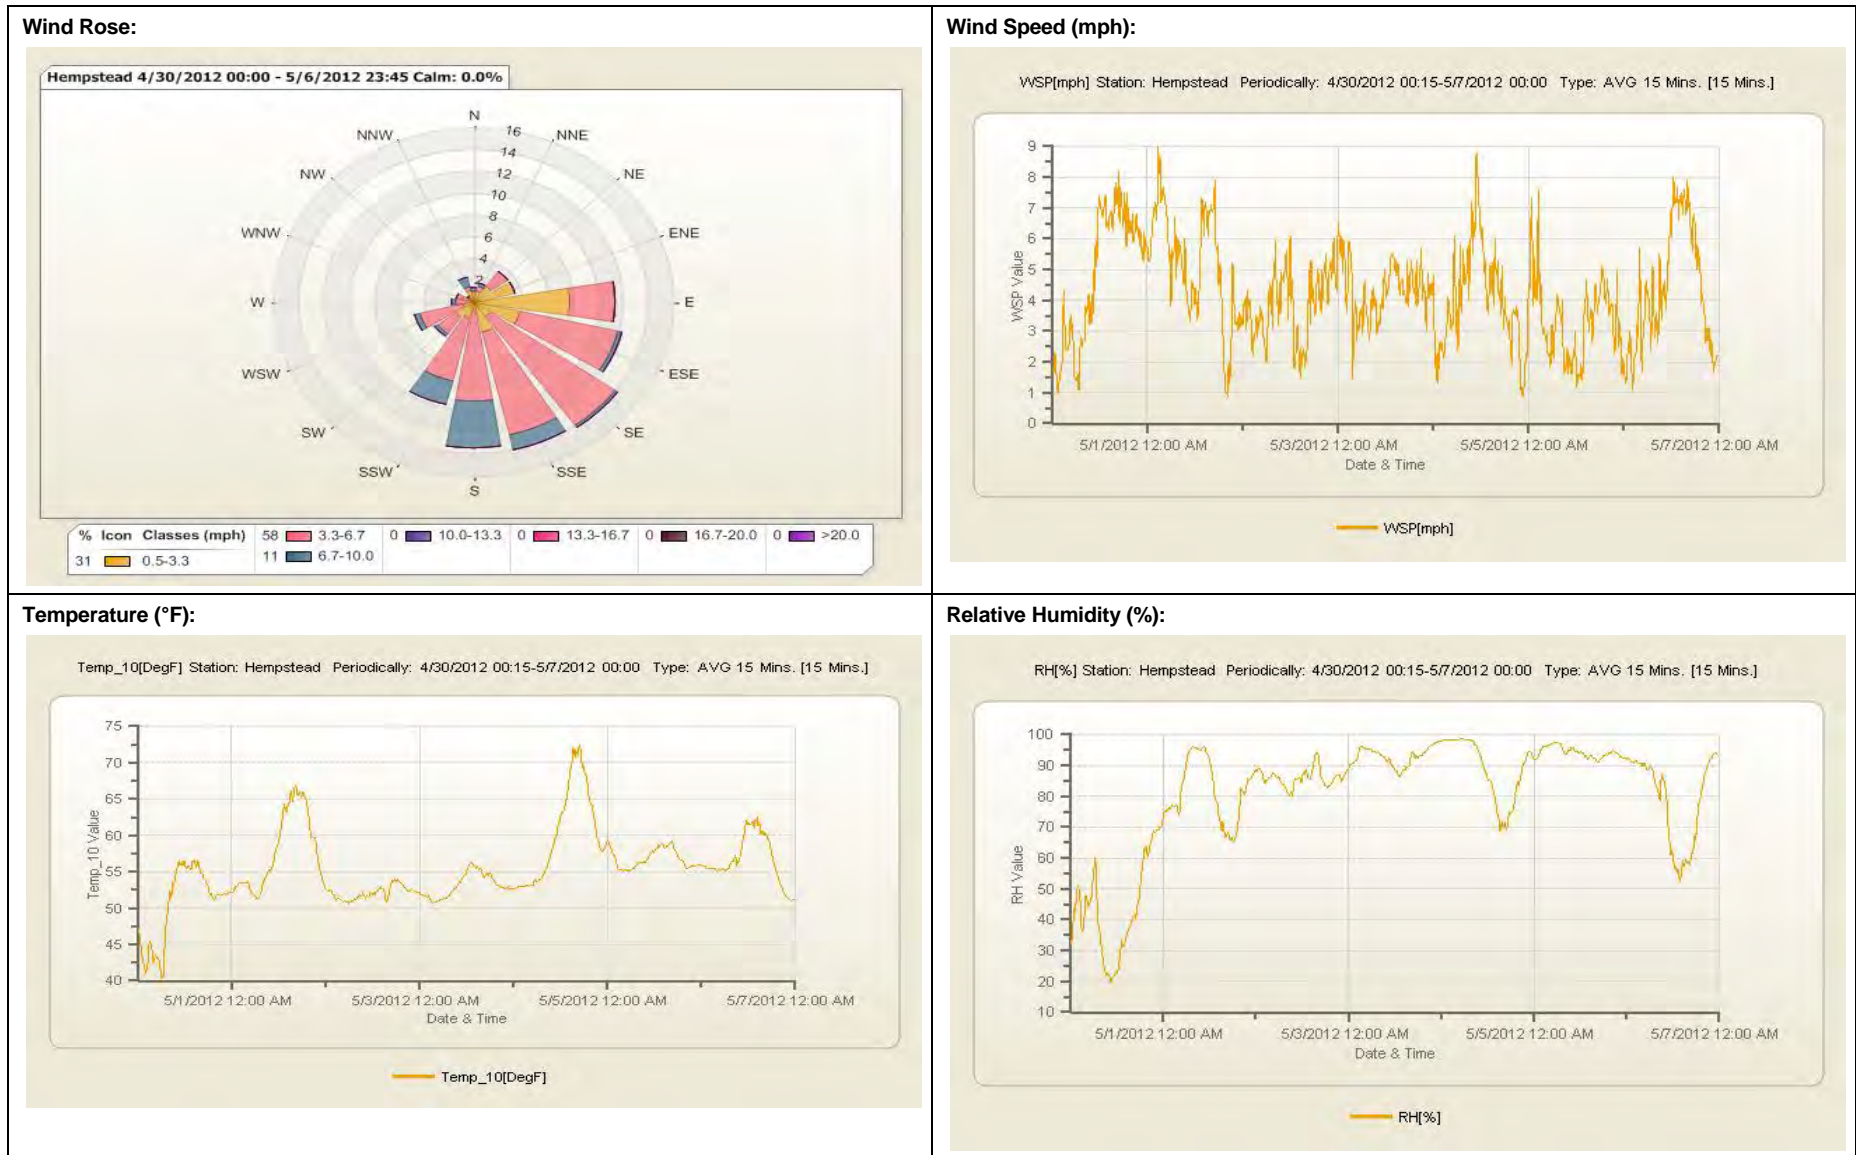 Wind Rose:
Hempstead 4/30/2012 00:00 - 5/6/2012 23:45 Calm: 0.0%
N
NNW
16
NNE
14
NW
12
NE
10
8
WNW
6
ENE
4
2
W
E
WSW
ESE
SW
SE
SSW
SSE
S
% Icon Classes (mph) 58 3.3-6.7 0 10.0-13.3 0 13.3-16.7 0 16.7-20.0 0 >20.0
31 0.5-3.3 11 6.7-10.0
Wind Speed (mph):
WSP[mph] Station: Hempstead Periodically: 4/30/2012 00:15-5/7/2012 00:00 Type: AVG 15 Mins. [15 Mins.]
WSP Value
9
8
7
6
5
4
3
2
1
0
5/1/2012 12:00 AM 5/3/2012 12:00 AM 5/5/2012 12:00 AM 5/7/2012 12:00 AM
Date & Time
WSP[mph]
Temperature (°F):
Temp_10[DegF] Station: Hempstead Periodically: 4/30/2012 00:15-5/7/2012 00:00 Type: AVG 15 Mins. [15 Mins.]
Temp_10 Value
75
70
65
60
55
50
45
40
5/1/2012 12:00 AM 5/3/2012 12:00 AM 5/5/2012 12:00 AM 5/7/2012 12:00 AM
Date & Time
Temp_10[DegF]
Relative Humidity (%):
RH[%] Station: Hempstead Periodically: 4/30/2012 00:15-5/7/2012 00:00 Type: AVG 15 Mins. [15 Mins.]
RH Value
100
90
80
70
60
50
40
30
20
10
5/1/2012 12:00 AM 5/3/2012 12:00 AM 5/5/2012 12:00 AM 5/7/2012 12:00 AM
Date & Time
RH[%]